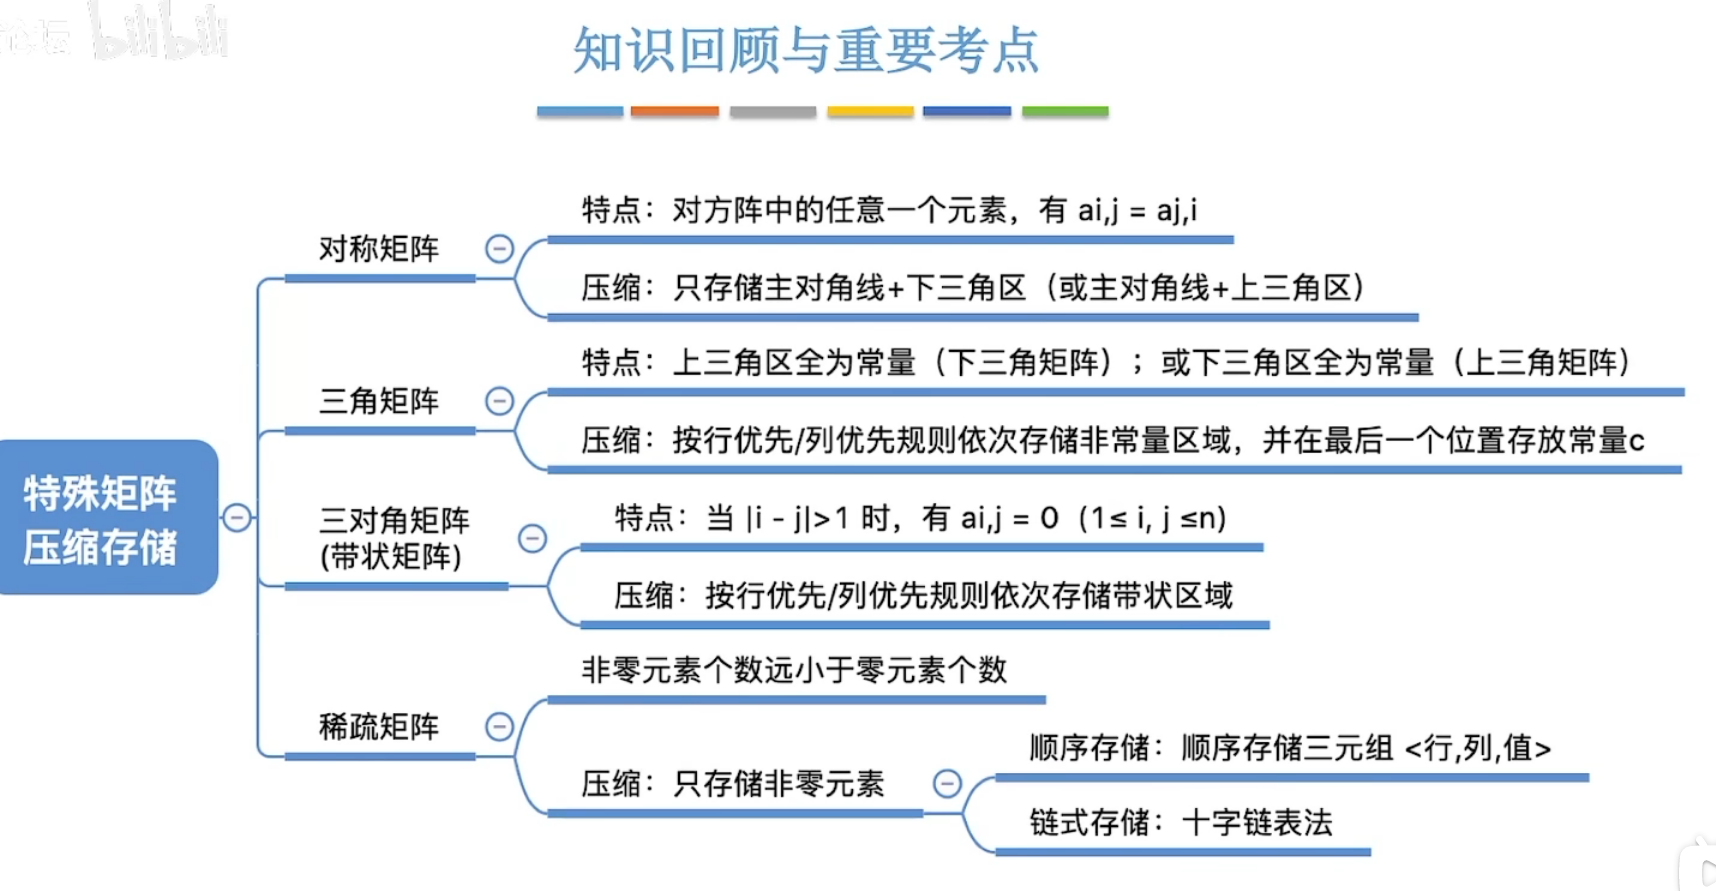 论坛 bilibili
知识回顾与重要考点
特殊矩阵
压缩存储
对称矩阵
特点：对方阵中的任意一个元素，有 ai,j = aj,i
压缩：只存储主对角线+下三角区（或主对角线+上三角区）
三角矩阵
特点：上三角区全为常量（下三角矩阵）；或下三角区全为常量（上三角矩阵）
压缩：按行优先/列优先规则依次存储非常量区域，并在最后一个位置存放常量c
三对角矩阵
(带状矩阵)
特点：当 |i - j|>1 时，有 ai,j = 0（1≤ i, j ≤n）
压缩：按行优先/列优先规则依次存储带状区域
稀疏矩阵
非零元素个数远小于零元素个数
压缩：只存储非零元素
顺序存储：顺序存储三元组 <行,列,值>
链式存储：十字链表法